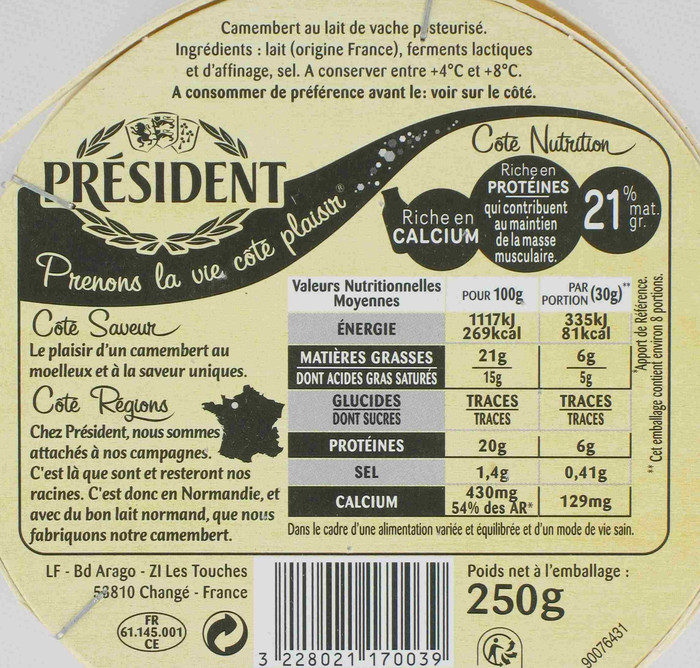 Camembert au lait de vache pasteurisé.
Ingrédients : lait (origine France), ferments lactiques
et d'affinage, sel. A conserver entre +4°C et +8°C.
A consommer de préférence avant le: voir sur le côté.
PRÉSIDENT
Prenons la vie côté plaisir®
Côté Nutrition
Riche en
CALCIUM
Riche en
PROTÉINES
qui contribuent
au maintien
de la masse
musculaire.
21% mat. gr.
Côté Saveur
Le plaisir d'un camembert au
moelleux et à la saveur uniques.
Côté Régions
Chez Président, nous sommes
attachés à nos campagnes.
C'est là que sont et resteront nos
racines. C'est donc en Normandie, et
avec du bon lait normand, que nous
fabriquons notre camembert.
Valeurs Nutritionnelles Moyennes POUR 100g PAR PORTION (30g)**
ÉNERGIE 1117kJ 269kcal 335kJ 81kcal
MATIÈRES GRASSES 21g 6g
DONT ACIDES GRAS SATURÉS 15g 5g
GLUCIDES TRACES TRACES
DONT SUCRES TRACES TRACES
PROTÉINES 20g 6g
SEL 1,4g 0,41g
CALCIUM 430mg 54% des AR* 129mg
Dans le cadre d'une alimentation variée et équilibrée et d'un mode de vie sain.
*Apport de Référence.
** Cet emballage contient environ 8 portions.
LF - Bd Arago - ZI Les Touches
53810 Changé - France
FR
61.145.001
CE
3 228021 170039
Poids net à l'emballage :
250g
90076431